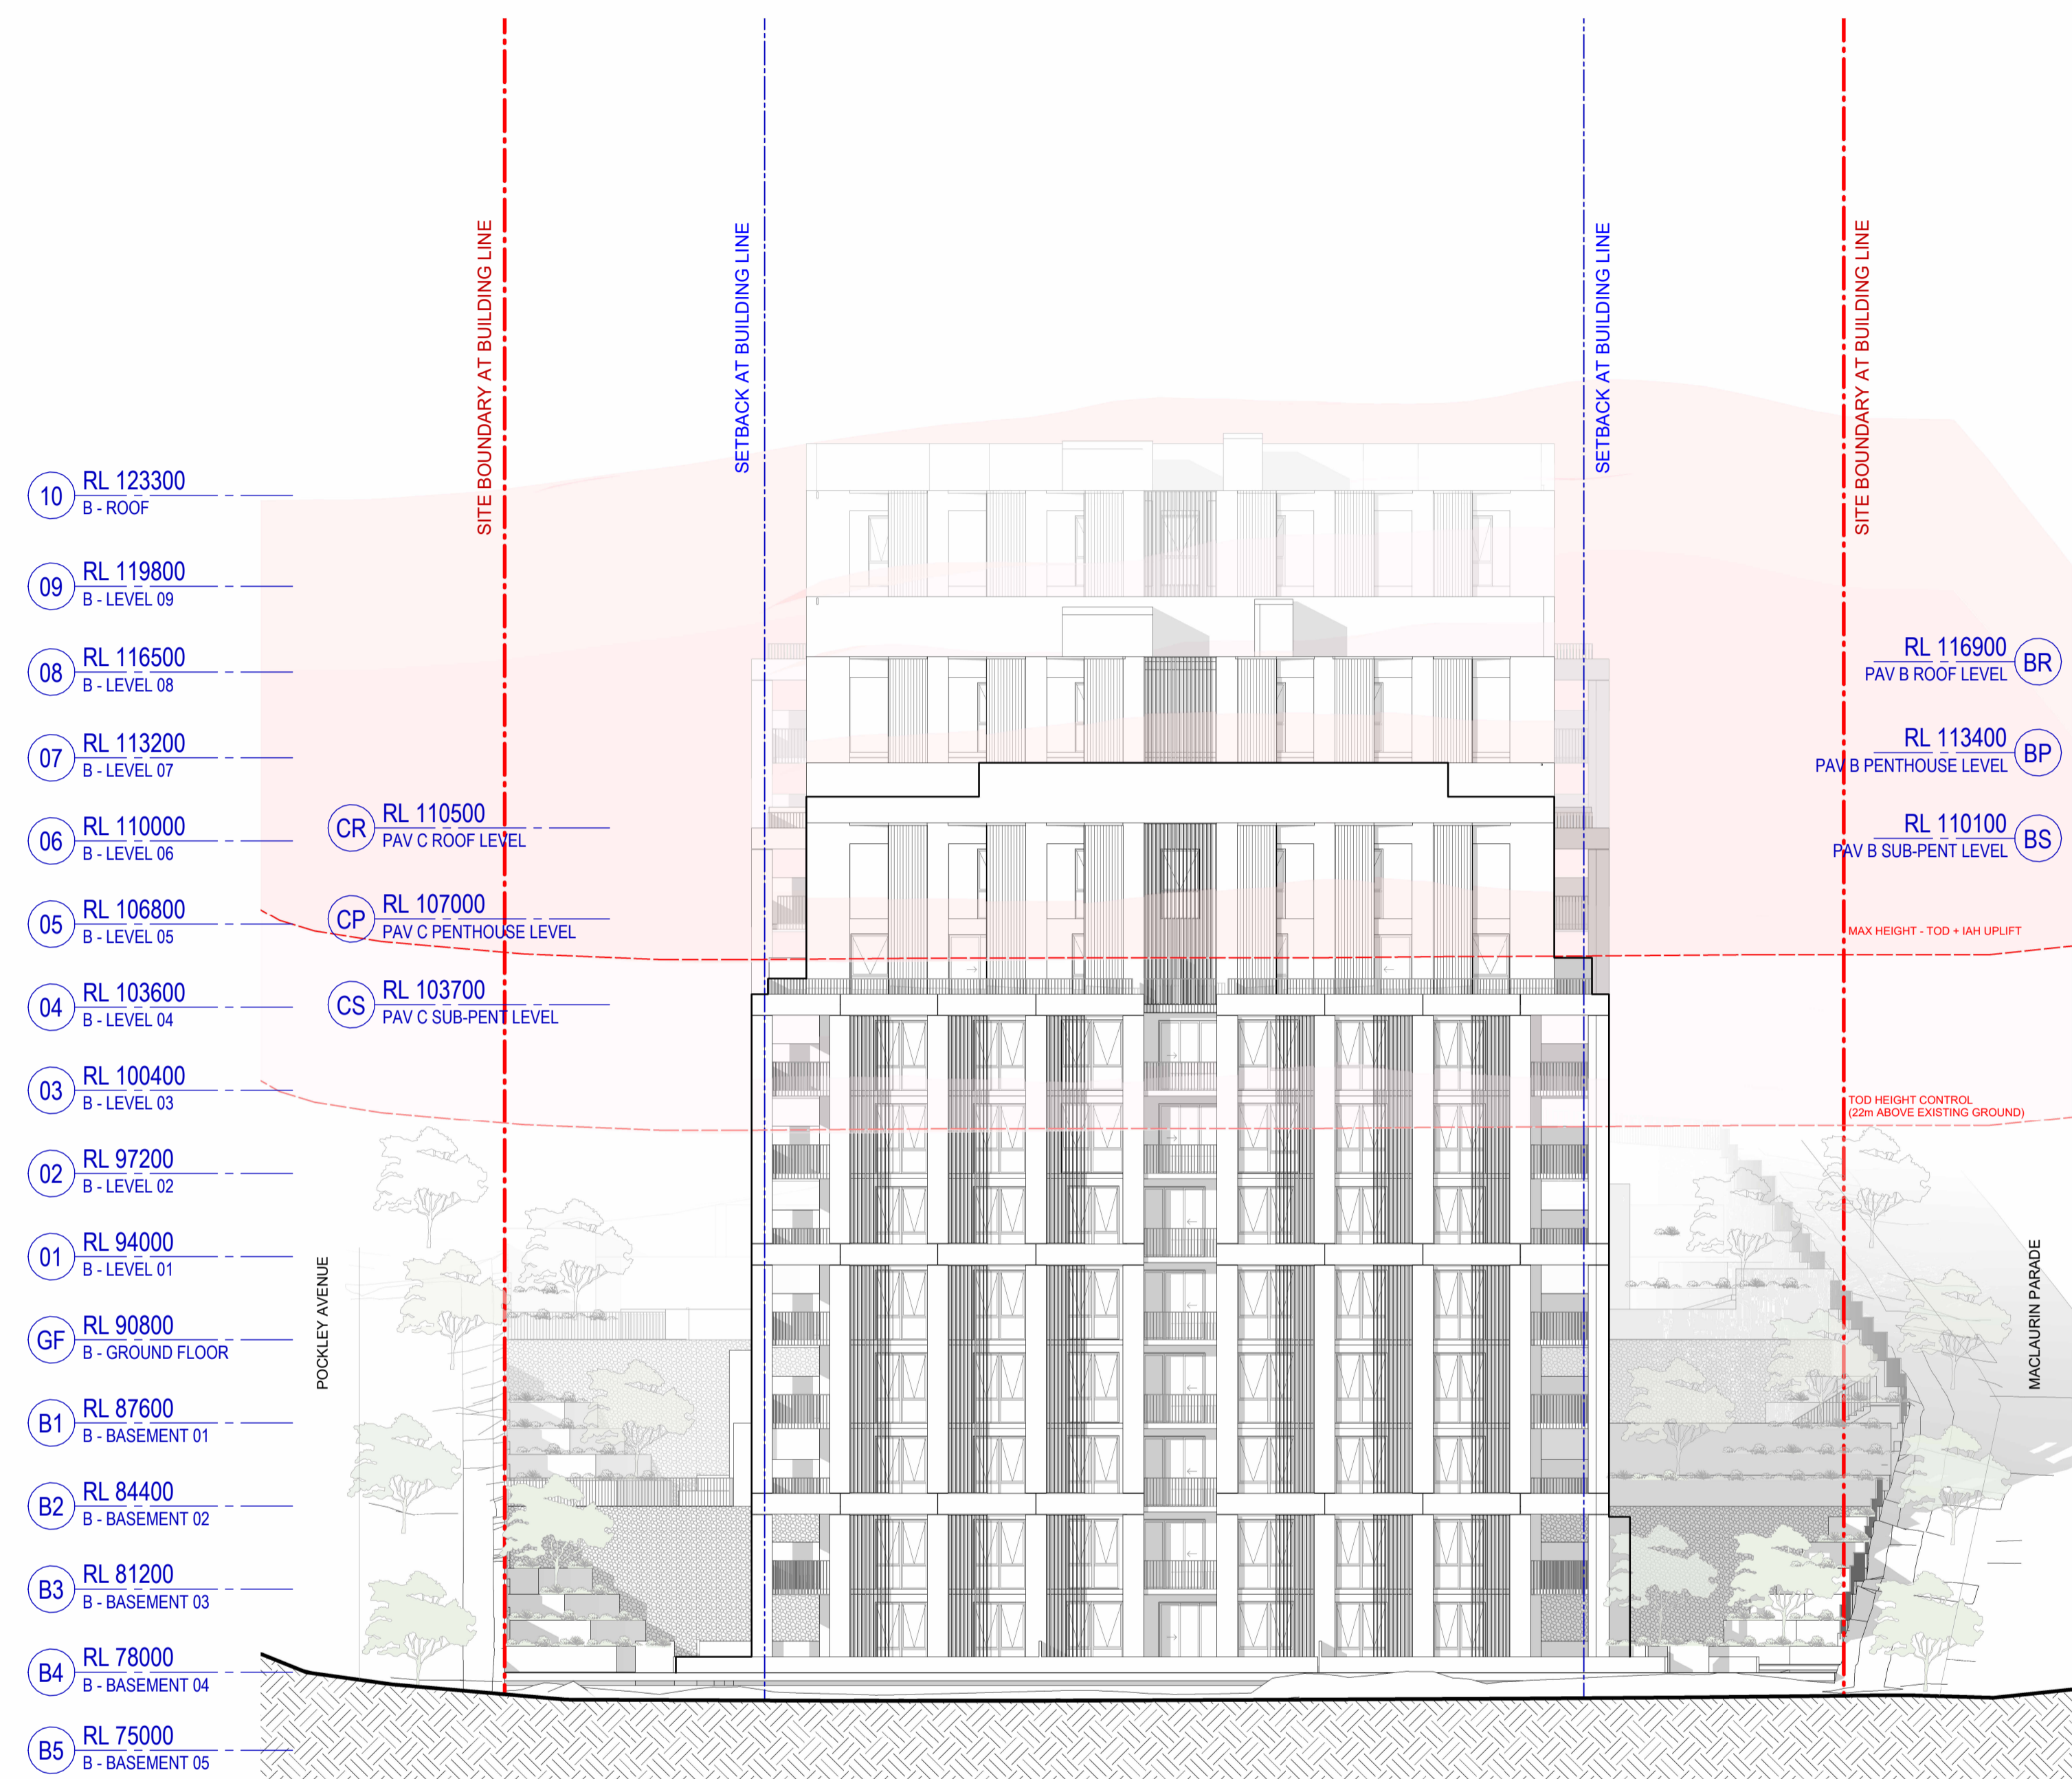 SITE BOUNDARY AT BUILDING LINE
SETBACK AT BUILDING LINE
SETBACK AT BUILDING LINE
SITE BOUNDARY AT BUILDING LINE
10
RL 123300
B - ROOF
09
RL 119800
B - LEVEL 09
08
RL 116500
B - LEVEL 08
07
RL 113200
B - LEVEL 07
06
RL 110000
B - LEVEL 06
05
RL 106800
B - LEVEL 05
04
RL 103600
B - LEVEL 04
03
RL 100400
B - LEVEL 03
02
RL 97200
B - LEVEL 02
01
RL 94000
B - LEVEL 01
GF
RL 90800
B - GROUND FLOOR
B1
RL 87600
B - BASEMENT 01
B2
RL 84400
B - BASEMENT 02
B3
RL 81200
B - BASEMENT 03
B4
RL 78000
B - BASEMENT 04
B5
RL 75000
B - BASEMENT 05
CR
RL 110500
PAV C ROOF LEVEL
CP
RL 107000
PAV C PENTHOUSE LEVEL
CS
RL 103700
PAV C SUB-PENT LEVEL
POCKLEY AVENUE
RL 116900
PAV B ROOF LEVEL
BR
RL 113400
PAV B PENTHOUSE LEVEL
BP
RL 110100
PAV B SUB-PENT LEVEL
BS
MAX HEIGHT - TOD + IAH UPLIFT
TOD HEIGHT CONTROL
(22m ABOVE EXISTING GROUND)
MACLAURIN PARADE